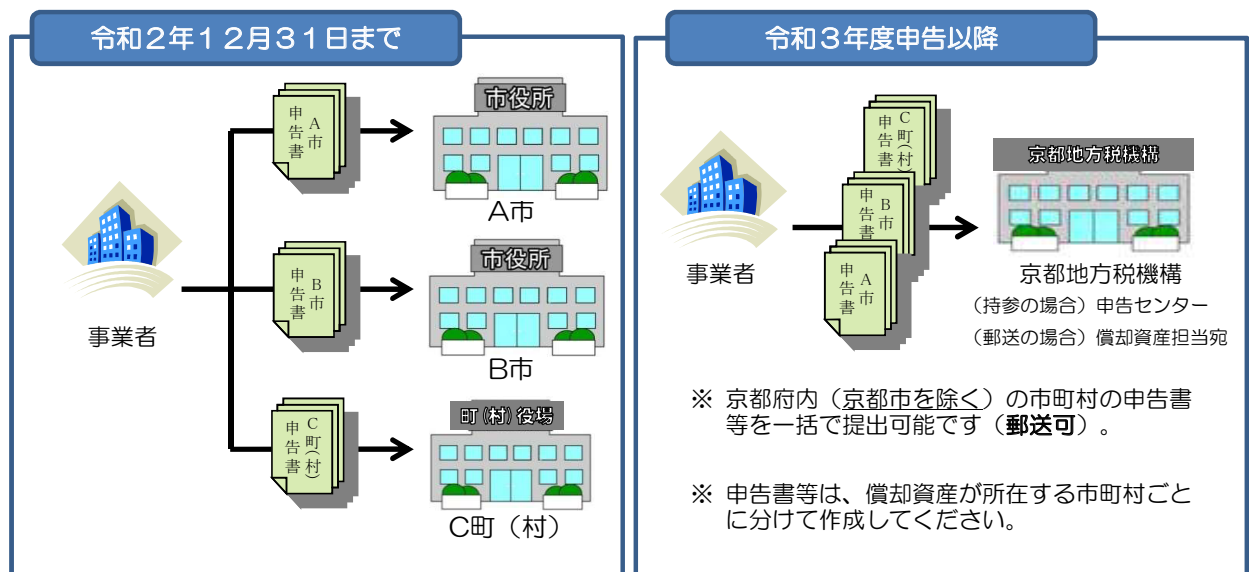 令和２年１２月３１日まで
A市
申告書
市役所
A市
B市
申告書
市役所
B市
C町(村)
申告書
町(村)役場
C町（村）
事業者
令和３年度申告以降
C町(村)
申告書
B市
申告書
A市
申告書
事業者
京都地方税機構
京都地方税機構
（持参の場合）申告センター
（郵送の場合）償却資産担当宛
※ 京都府内（京都市を除く）の市町村の申告書
等を一括で提出可能です（郵送可）。
※ 申告書等は、償却資産が所在する市町村ごと
に分けて作成してください。